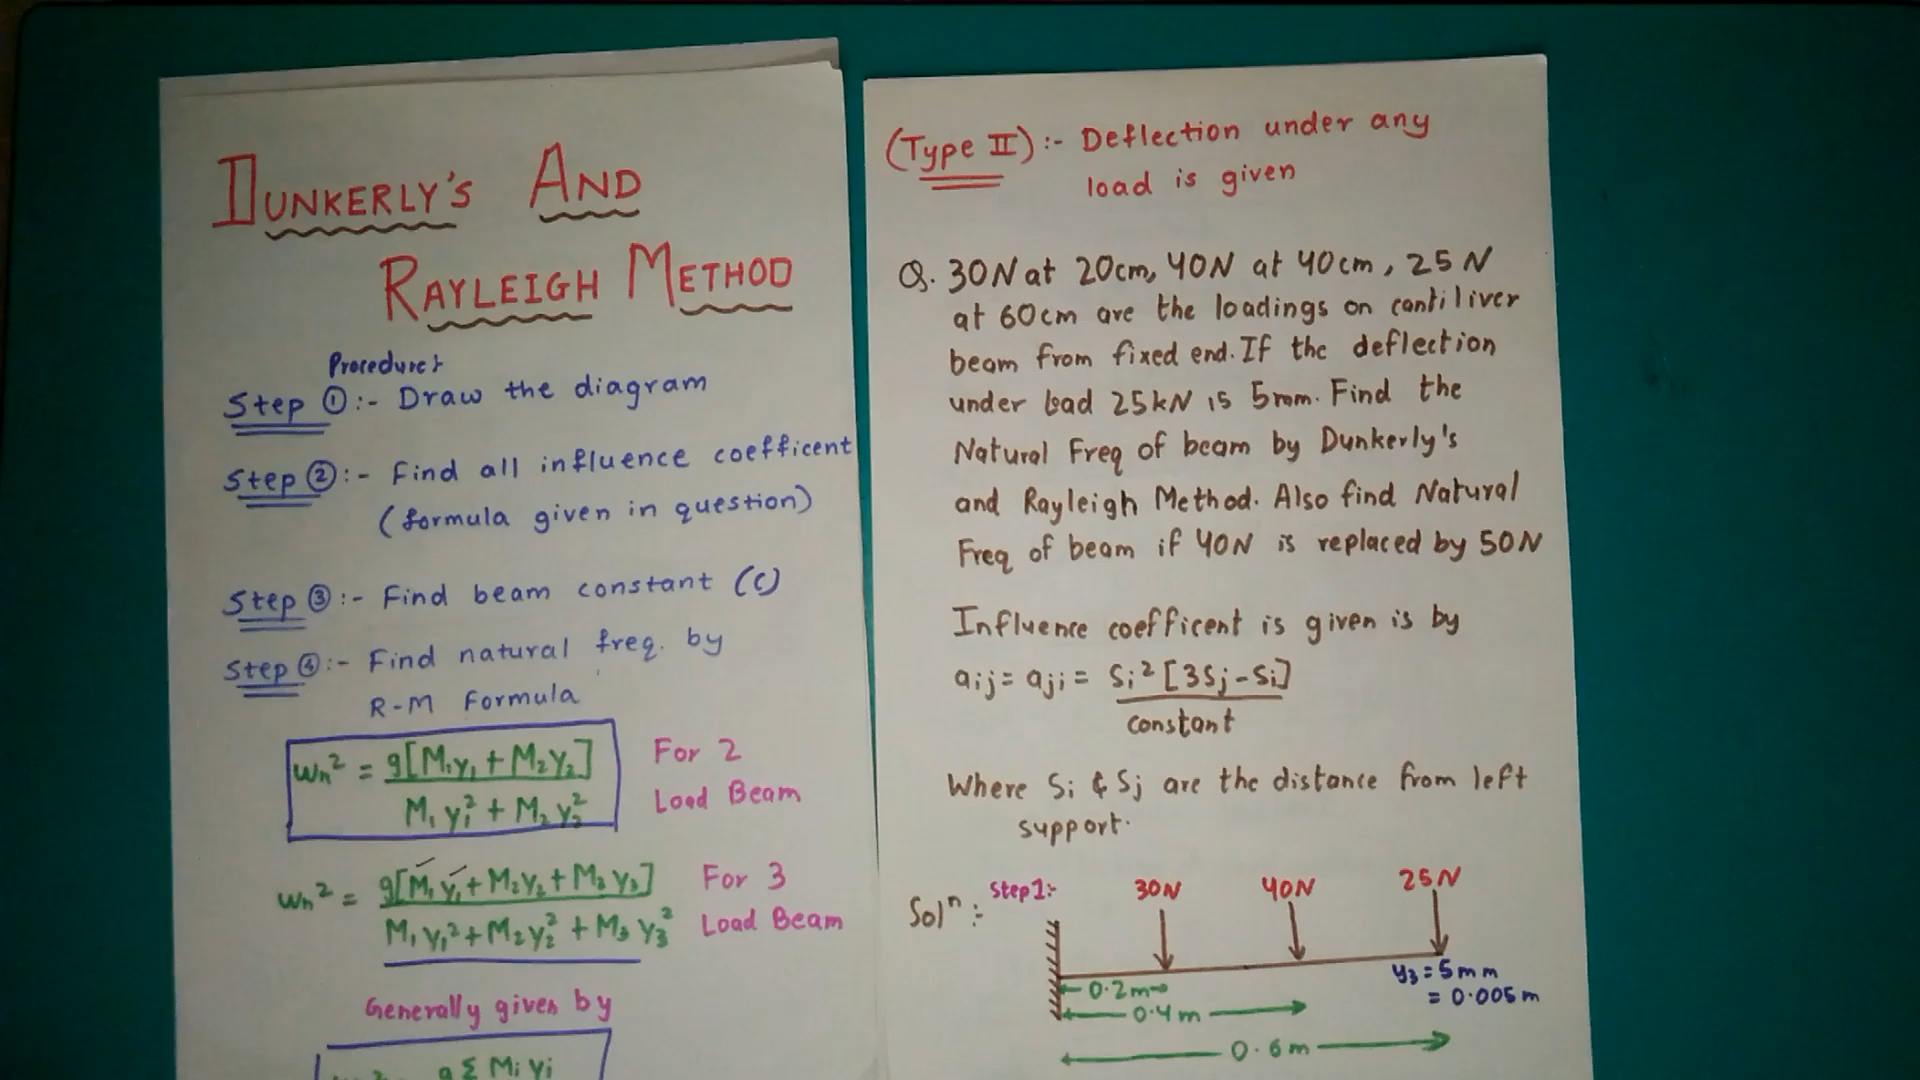 DUNKERLY'S AND
RAYLEIGH METHOD
Procedure:
Step ①:- Draw the diagram
Step ②:- Find all influence coefficent
(formula given in question)
Step ③:- Find beam constant (C)
Step ④:- Find natural freq. by
R-M Formula
Wn² = g[M₁y₁ + M₂y₂]
M₁y₁² + M₂y₂²
For 2
Load Beam
Wn² = g[M₁y₁+M₂y₂+M₃y₃]
M₁y₁²+M₂y₂²+M₃y₃²
For 3
Load Beam
Generally given by
g Σ Mi yi
(Type II):- Deflection under any
load is given
Q. 30N at 20cm, 40N at 40cm, 25N
at 60cm are the loadings on cantiliver
beam from fixed end. If the deflection
under load 25kN is 5mm. Find the
Natural Freq of beam by Dunkerly's
and Rayleigh Method. Also find Natural
Freq of beam if 40N is replaced by 50N
Influence coefficent is given is by
aij = aji = Si²[3Sj-Si]
constant
Where Si & Sj are the distance from left
support.
Solⁿ:- Step1:- 30N 40N 25N
y₃=5mm
= 0.005m
0.2m
0.4m
0.6m